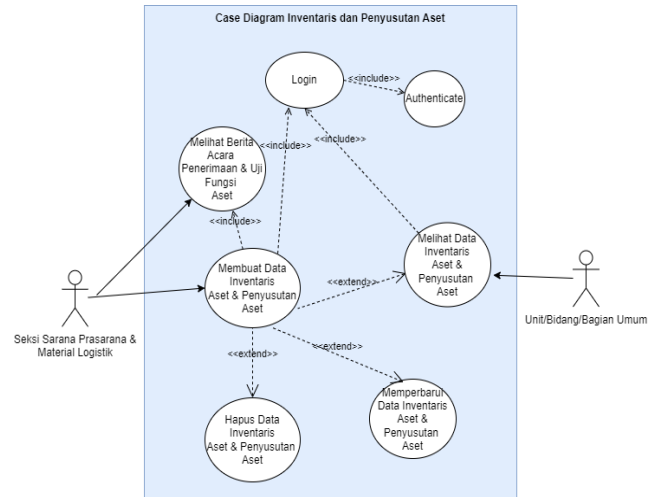 Case Diagram Inventaris dan Penyusutan Aset
Login
<<include>>
Authenticate
Melihat Berita
Acara
Penerimaan & Uji
Fungsi
Aset
<<include>>
<<include>>
<<include>>
Membuat Data
Inventaris
Aset & Penyusutan
Aset
Melihat Data
Inventaris
Aset &
Penyusutan
Aset
<<extend>>
Seksi Sarana Prasarana &
Material Logistik
Unit/Bidang/Bagian Umum
<<extend>>
<<extend>>
Hapus Data
Inventaris
Aset & Penyusutan
Aset
Memperbarui
Data Inventaris
Aset &
Penyusutan
Aset